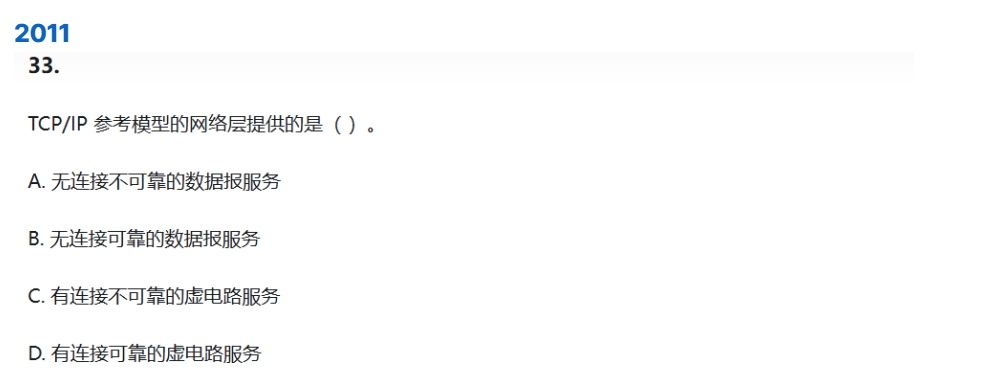 2011
33.
TCP/IP 参考模型的网络层提供的是（ ）。
A. 无连接不可靠的数据报服务
B. 无连接可靠的数据报服务
C. 有连接不可靠的虚电路服务
D. 有连接可靠的虚电路服务